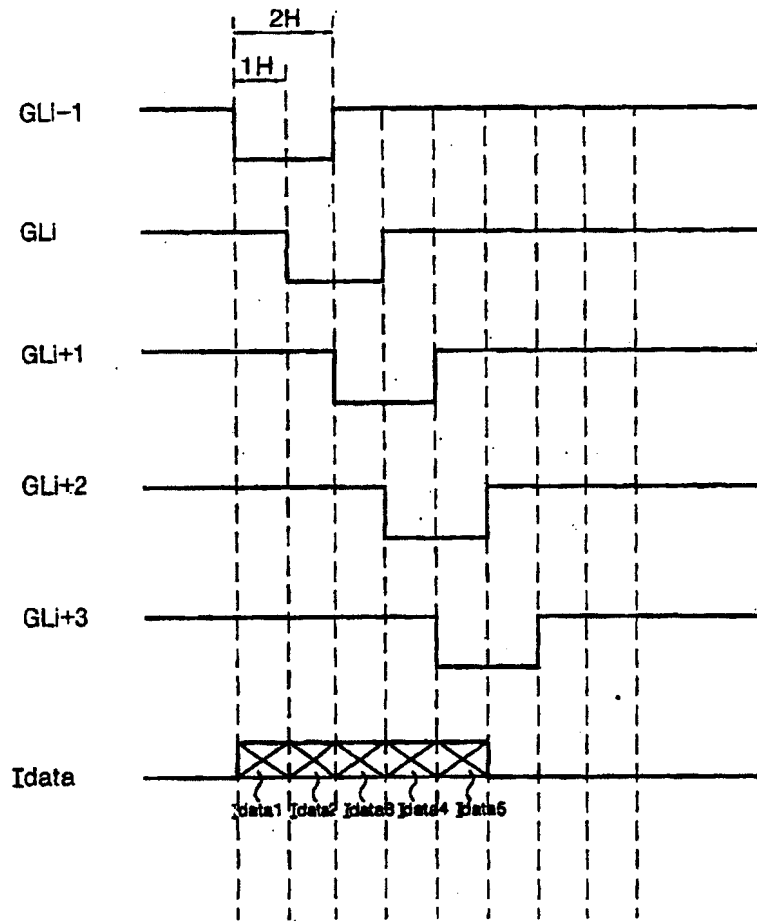 2H
1H
GLi-1
GLi
GLi+1
GLi+2
GLi+3
Idata
Idata1 Idata2 Idata3 Idata4 Idata5